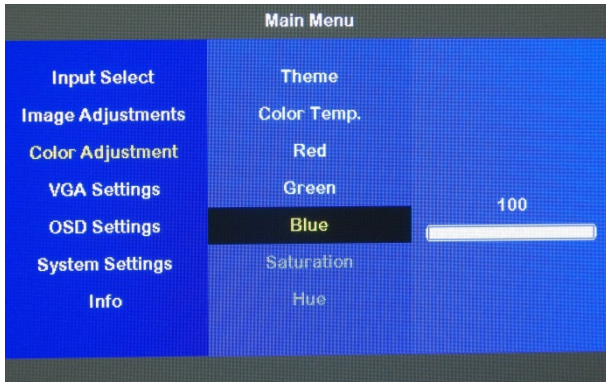 Main Menu
Input Select
Image Adjustments
Color Adjustment
VGA Settings
OSD Settings
System Settings
Info
Theme
Color Temp.
Red
Green
Blue
Saturation
Hue
100